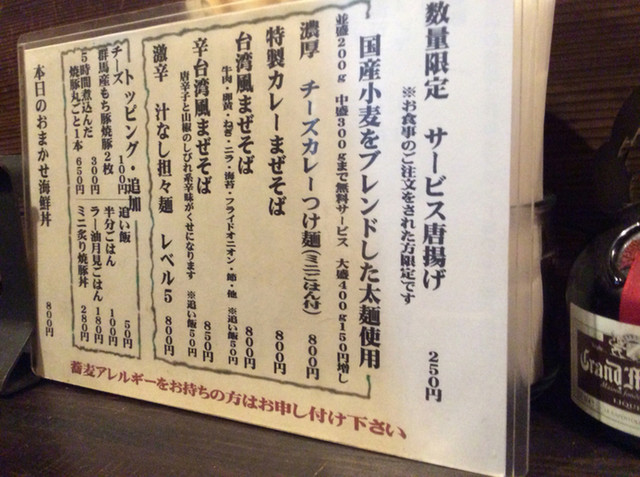 数量限定 サービス唐揚げ 250円
※お食事のご注文をされた方限定です
国産小麦をブレンドした太麺使用
並盛200g 中盛300gまで無料サービス 大盛400g150円増し
濃厚 チーズカレーつけ麺(ミニごはん付) 800円
特製カレーまぜそば 800円
台湾風まぜそば 800円
牛肉・卵黄・ねぎ・ニラ・海苔・フライドオニオン・節・他 ※追い飯50円
辛台湾風まぜそば 850円
唐辛子と山椒のしびれ系辛味がくせになります ※追い飯50円
激辛 汁なし担々麺 レベル5 800円
トッピング・追加
チーズ 100円
群馬産もち豚焼豚2枚 300円
5時間煮込んだ
焼豚丸ごと1本 650円
追い飯 50円
半分ごはん 100円
ラー油月見ごはん 180円
ミニ炙り焼豚丼 280円
本日のおまかせ海鮮丼 800円
蕎麦アレルギーをお持ちの方はお申し付け下さい
Grand M
LIQU